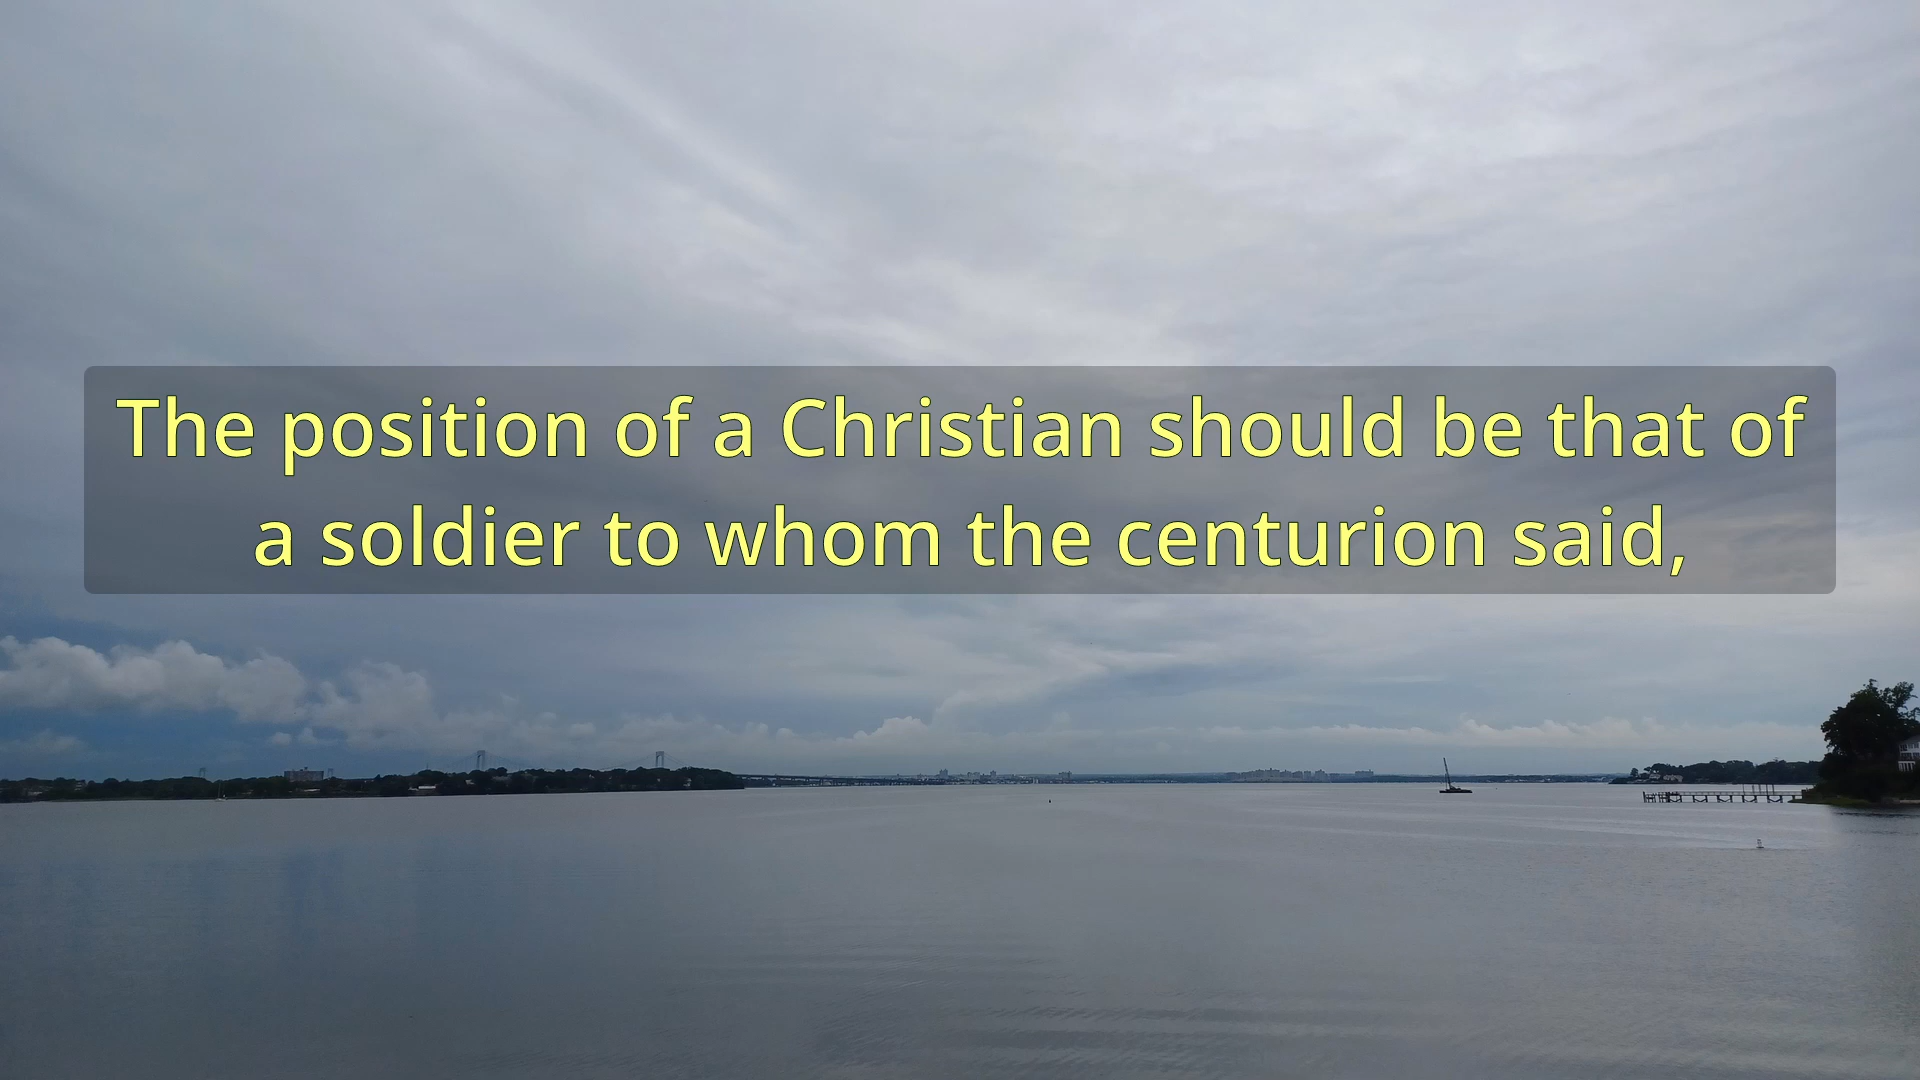 The position of a Christian should be that of
a soldier to whom the centurion said,